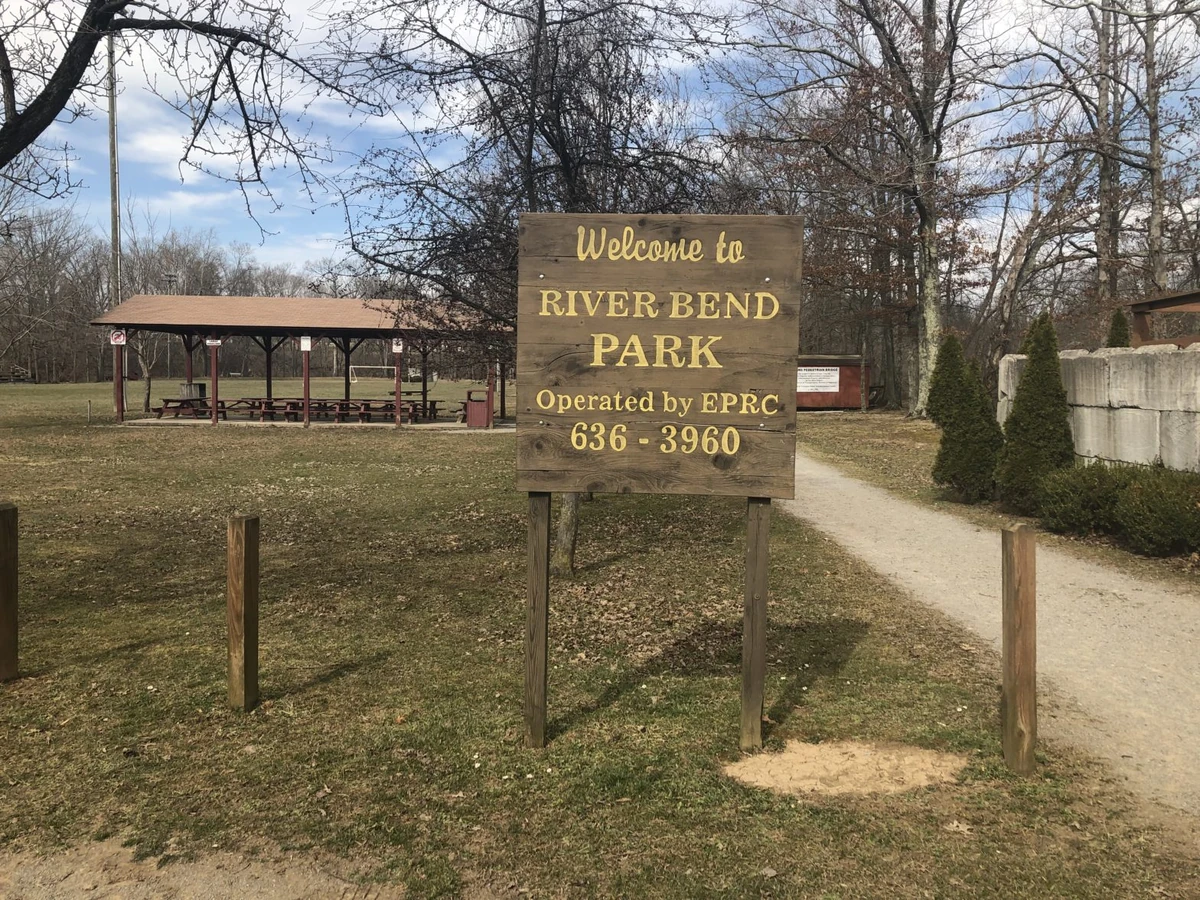 Welcome to
RIVER BEND
PARK
Operated by EPRC
636 - 3960